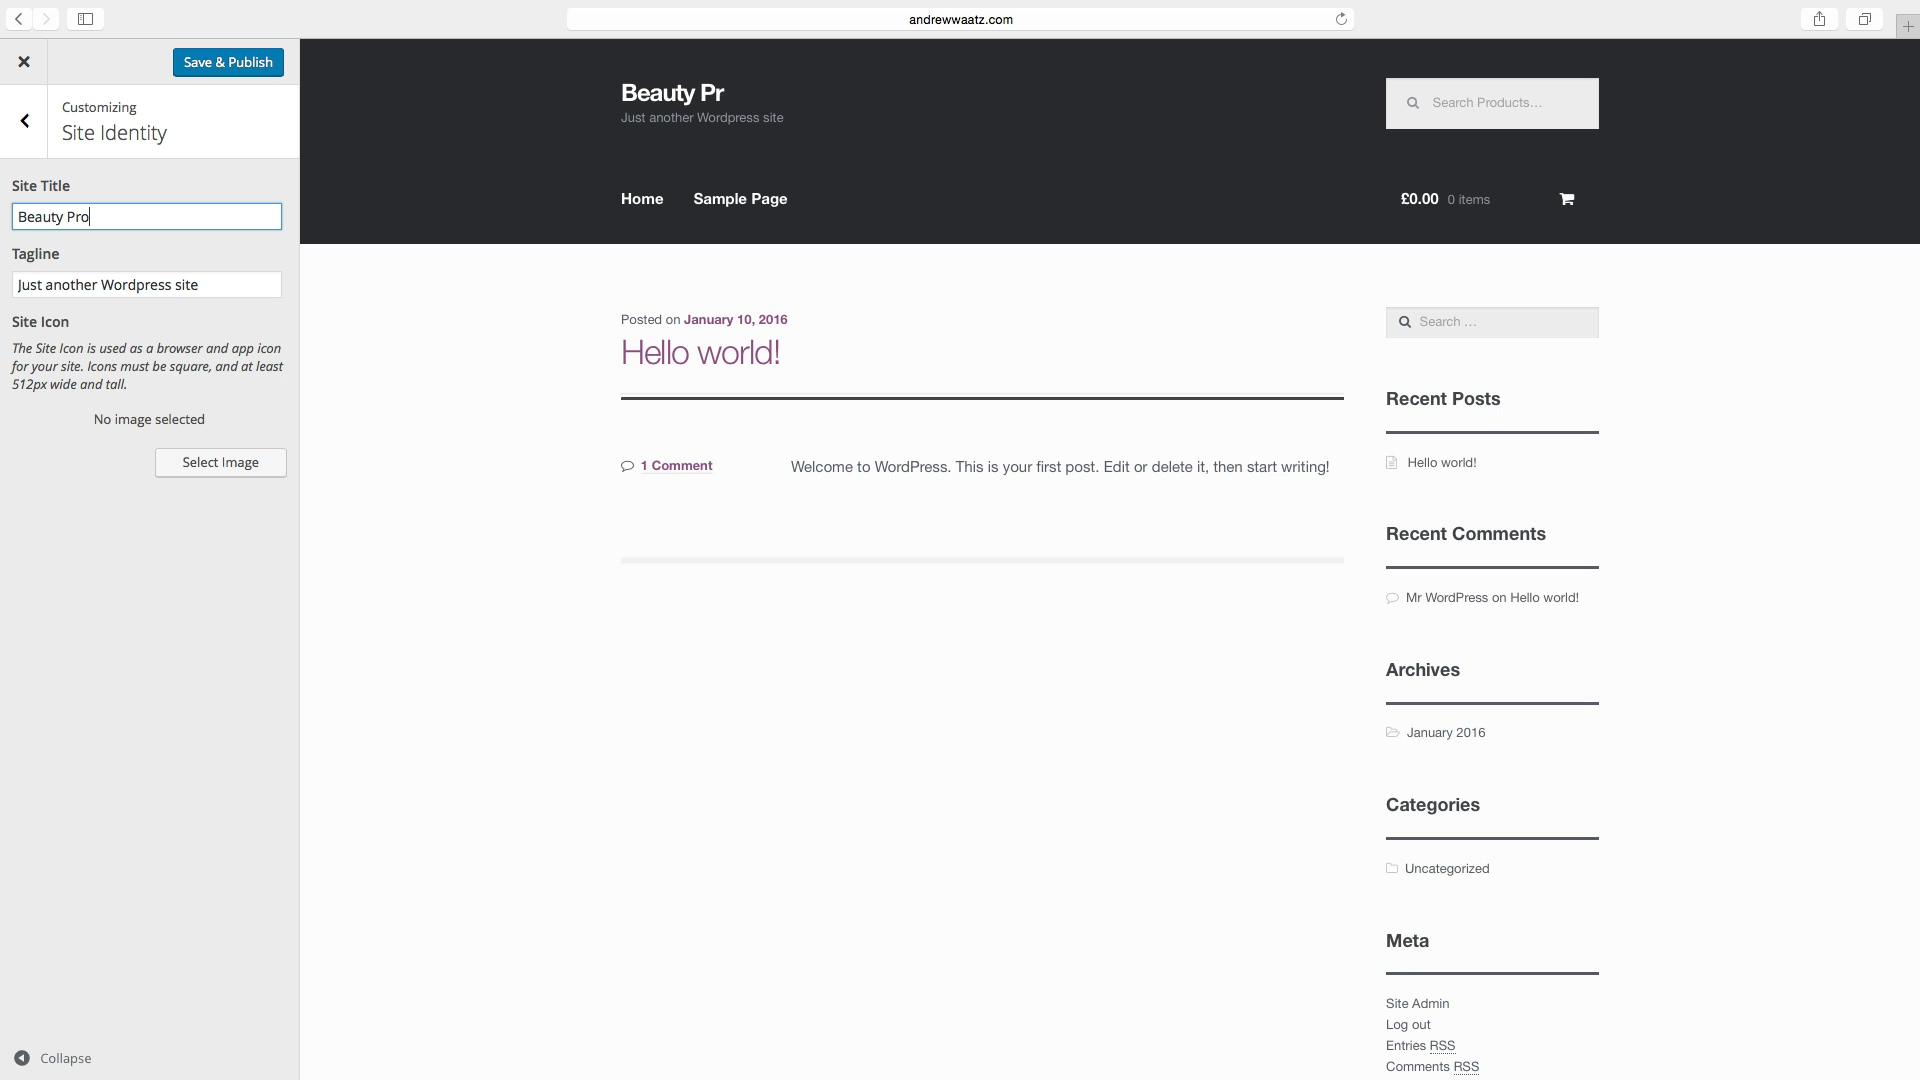 andrewwaatz.com
Save & Publish
Customizing
Site Identity
Site Title
Beauty Pro
Tagline
Just another Wordpress site
Site Icon
The Site Icon is used as a browser and app icon
for your site. Icons must be square, and at least
512px wide and tall.
No image selected
Select Image
Collapse
Beauty Pr
Just another Wordpress site
Search Products...
Home Sample Page
£0.00 0 items
Posted on January 10, 2016
Hello world!
1 Comment
Welcome to WordPress. This is your first post. Edit or delete it, then start writing!
Search ...
Recent Posts
Hello world!
Recent Comments
Mr WordPress on Hello world!
Archives
January 2016
Categories
Uncategorized
Meta
Site Admin
Log out
Entries RSS
Comments RSS